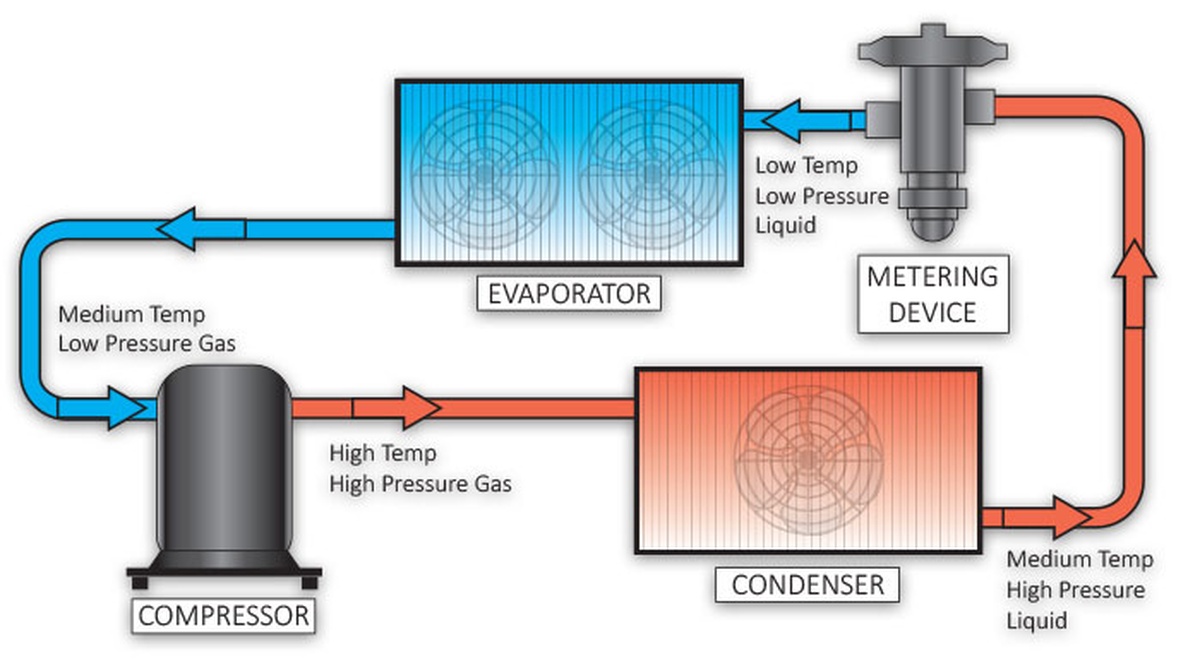 Low Temp
Low Pressure
Liquid
EVAPORATOR
METERING
DEVICE
Medium Temp
Low Pressure Gas
High Temp
High Pressure Gas
COMPRESSOR
CONDENSER
Medium Temp
High Pressure
Liquid